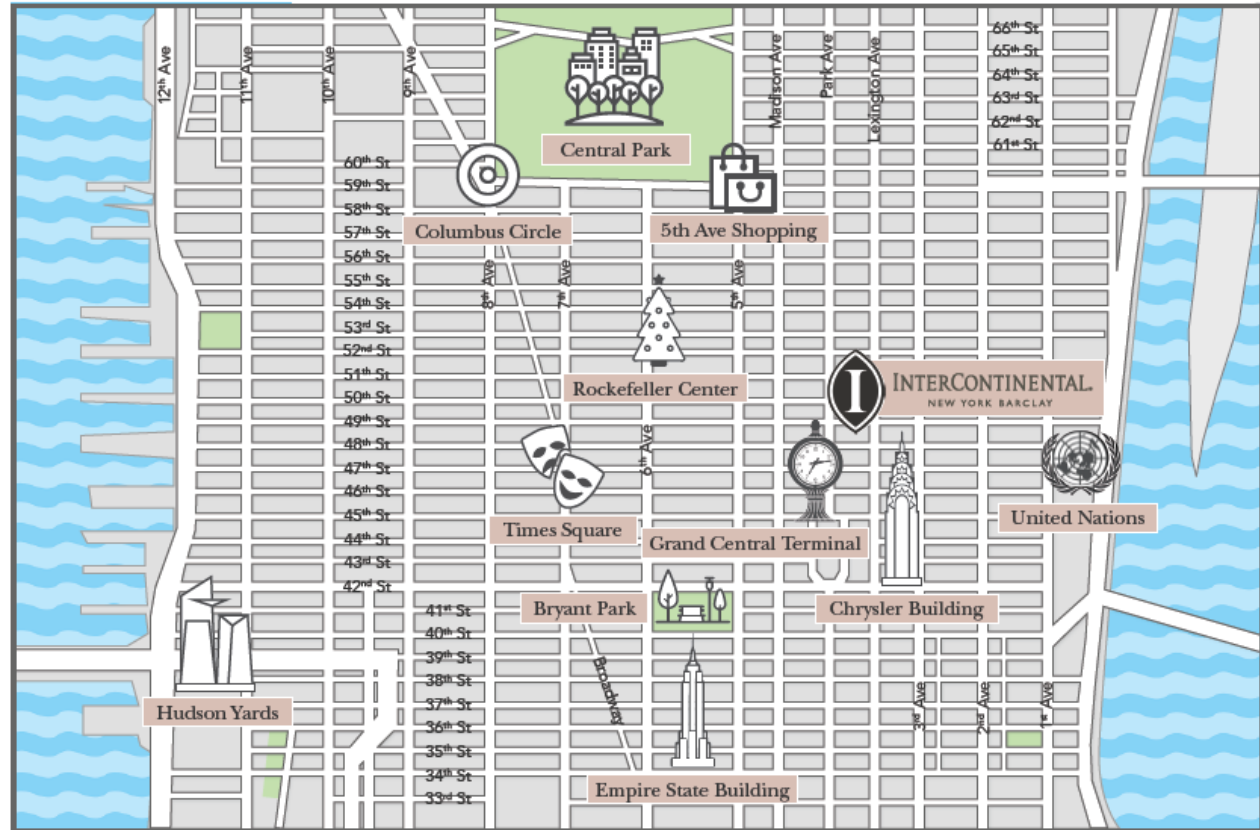 12th Ave
11th Ave
10th Ave
9th Ave
Madison Ave
Park Ave
Lexington Ave
66th St
65th St
64th St
63rd St
62nd St
61st St
Central Park
60th St
59th St
58th St
57th St
56th St
55th St
54th St
53rd St
52nd St
51st St
50th St
49th St
48th St
47th St
46th St
45th St
44th St
43rd St
42nd St
Columbus Circle
5th Ave Shopping
8th Ave
7th Ave
5th Ave
Rockefeller Center
I
INTERCONTINENTAL.
NEW YORK BARCLAY
6th Ave
Times Square
Grand Central Terminal
United Nations
Bryant Park
Chrysler Building
41st St
40th St
39th St
38th St
37th St
36th St
35th St
34th St
33rd St
Broadway
3rd Ave
2nd Ave
1st Ave
Hudson Yards
Empire State Building